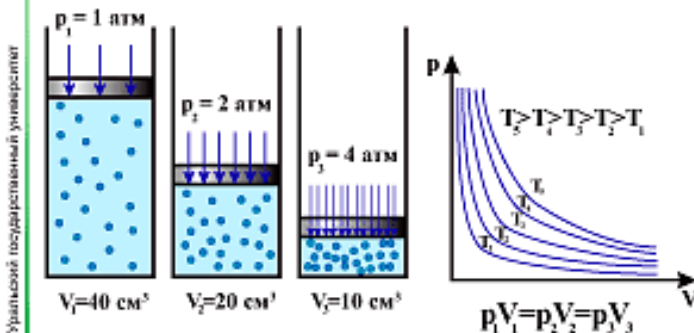 Уральский государственный университет
p₁ = 1 атм
p₂ = 2 атм
p₃ = 4 атм
V₁=40 см³
V₂=20 см³
V₃=10 см³
p
T₅>T₄>T₃>T₂>T₁
T₅
T₄
T₃
T₂
T₁
V
p₁V₁=p₂V₂=p₃V₃